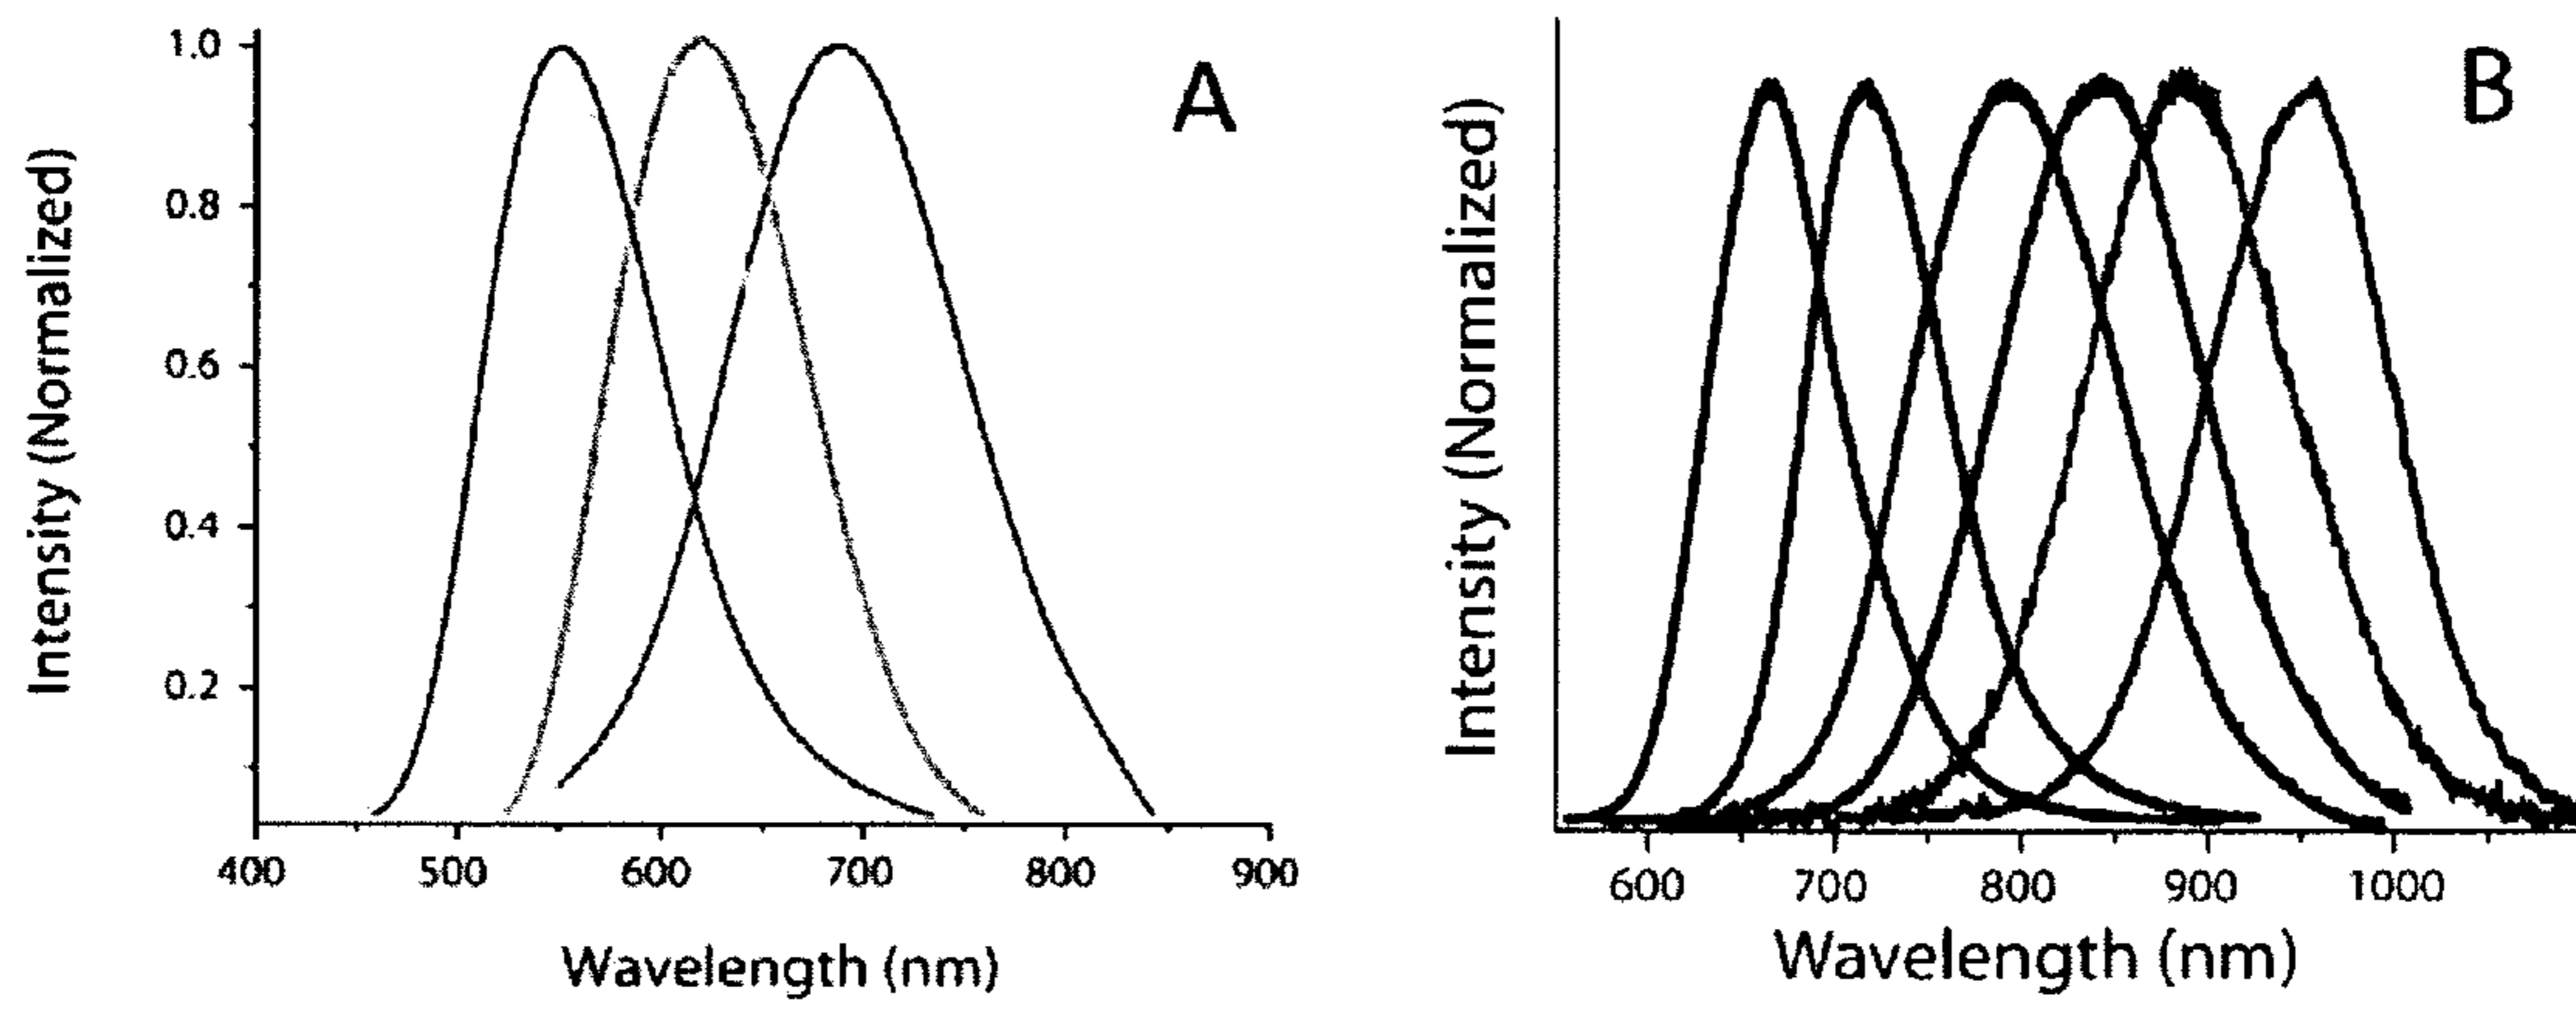 A
Intensity (Normalized)
1.0
0.8
0.6
0.4
0.2
400 500 600 700 800 900
Wavelength (nm)
B
Intensity (Normalized)
600 700 800 900 1000
Wavelength (nm)